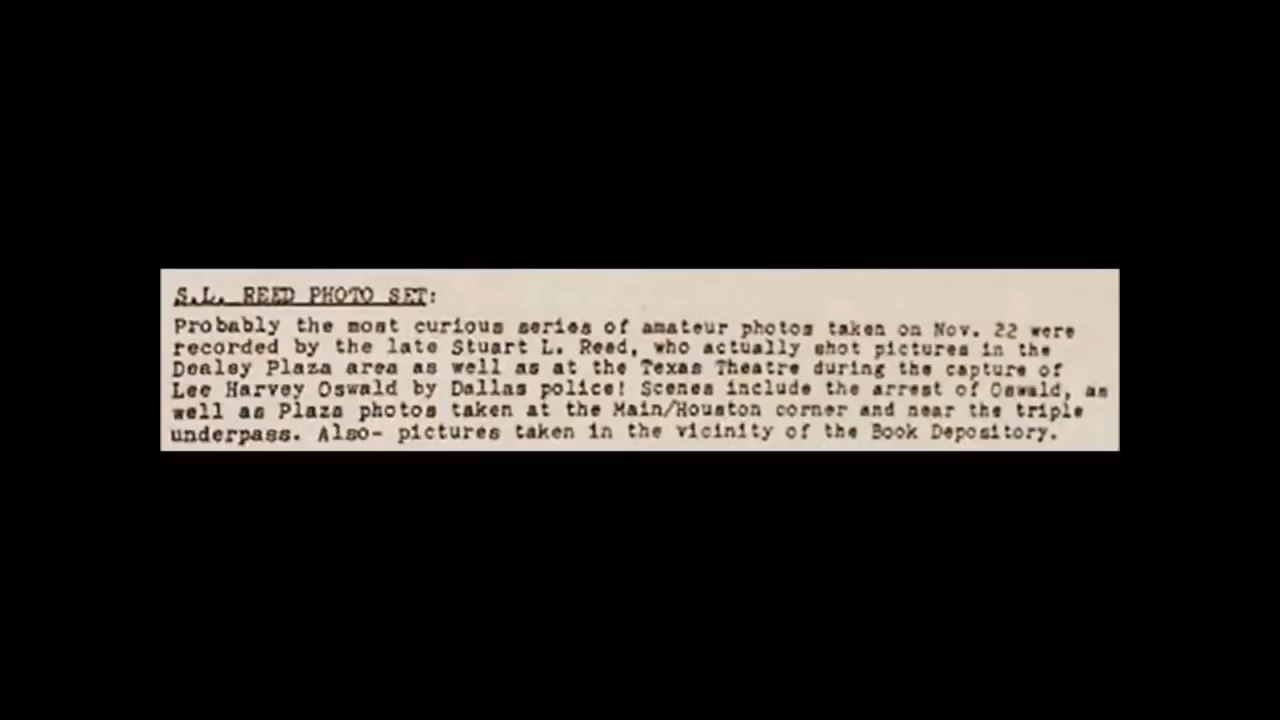 S.L. REED PHOTO SET:
Probably the most curious series of amateur photos taken on Nov. 22 were
recorded by the late Stuart L. Reed, who actually shot pictures in the
Dealey Plaza area as well as at the Texas Theatre during the capture of
Lee Harvey Oswald by Dallas police! Scenes include the arrest of Oswald, as
well as Plaza photos taken at the Main/Houston corner and near the triple
underpass. Also- pictures taken in the vicinity of the Book Depository.